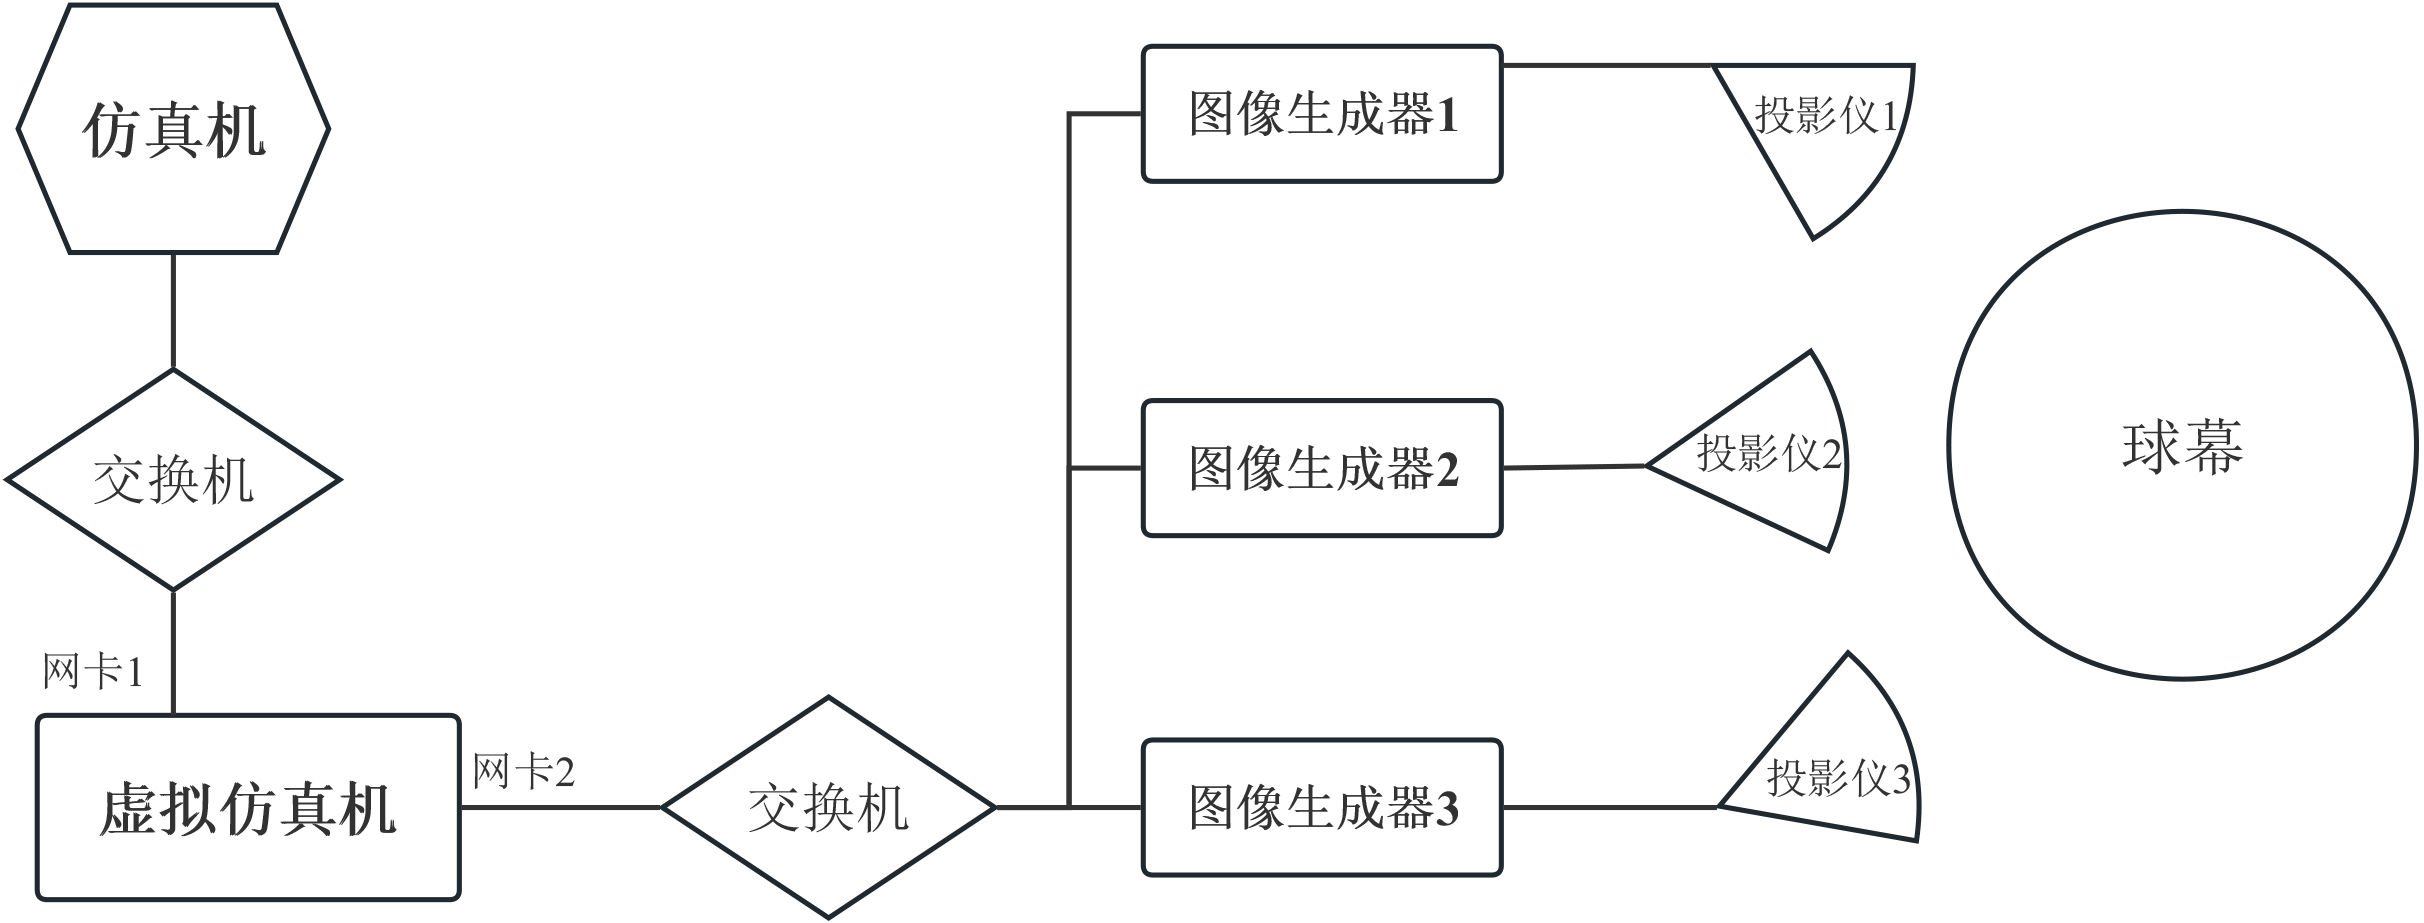 仿真机
交换机
网卡1
虚拟仿真机
网卡2
交换机
图像生成器1
投影仪1
图像生成器2
投影仪2
图像生成器3
投影仪3
球幕